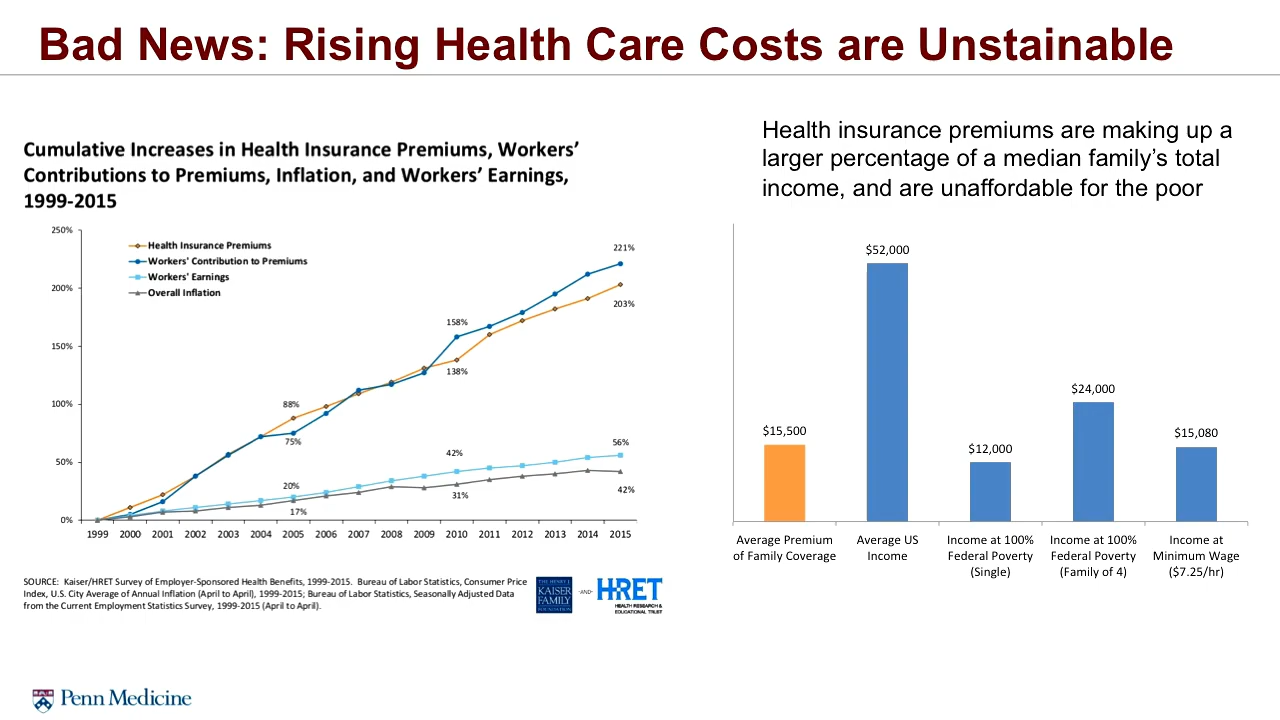 Bad News: Rising Health Care Costs are Unstainable
Cumulative Increases in Health Insurance Premiums, Workers’
Contributions to Premiums, Inflation, and Workers’ Earnings,
1999-2015
250%
200%
150%
100%
50%
0%
Health Insurance Premiums
Workers' Contribution to Premiums
Workers' Earnings
Overall Inflation
221%
203%
158%
138%
88%
75%
56%
42%
42%
31%
20%
17%
1999 2000 2001 2002 2003 2004 2005 2006 2007 2008 2009 2010 2011 2012 2013 2014 2015
SOURCE: Kaiser/HRET Survey of Employer-Sponsored Health Benefits, 1999-2015. Bureau of Labor Statistics, Consumer Price
Index, U.S. City Average of Annual Inflation (April to April), 1999-2015; Bureau of Labor Statistics, Seasonally Adjusted Data
from the Current Employment Statistics Survey, 1999-2015 (April to April).
THE HENRY J.
KAISER
FAMILY
FOUNDATION
-AND-
HRET
HEALTH RESEARCH &
EDUCATIONAL TRUST
Health insurance premiums are making up a
larger percentage of a median family’s total
income, and are unaffordable for the poor
$15,500
$52,000
$12,000
$24,000
$15,080
Average Premium
of Family Coverage
Average US
Income
Income at 100%
Federal Poverty
(Single)
Income at 100%
Federal Poverty
(Family of 4)
Income at
Minimum Wage
($7.25/hr)
Penn Medicine